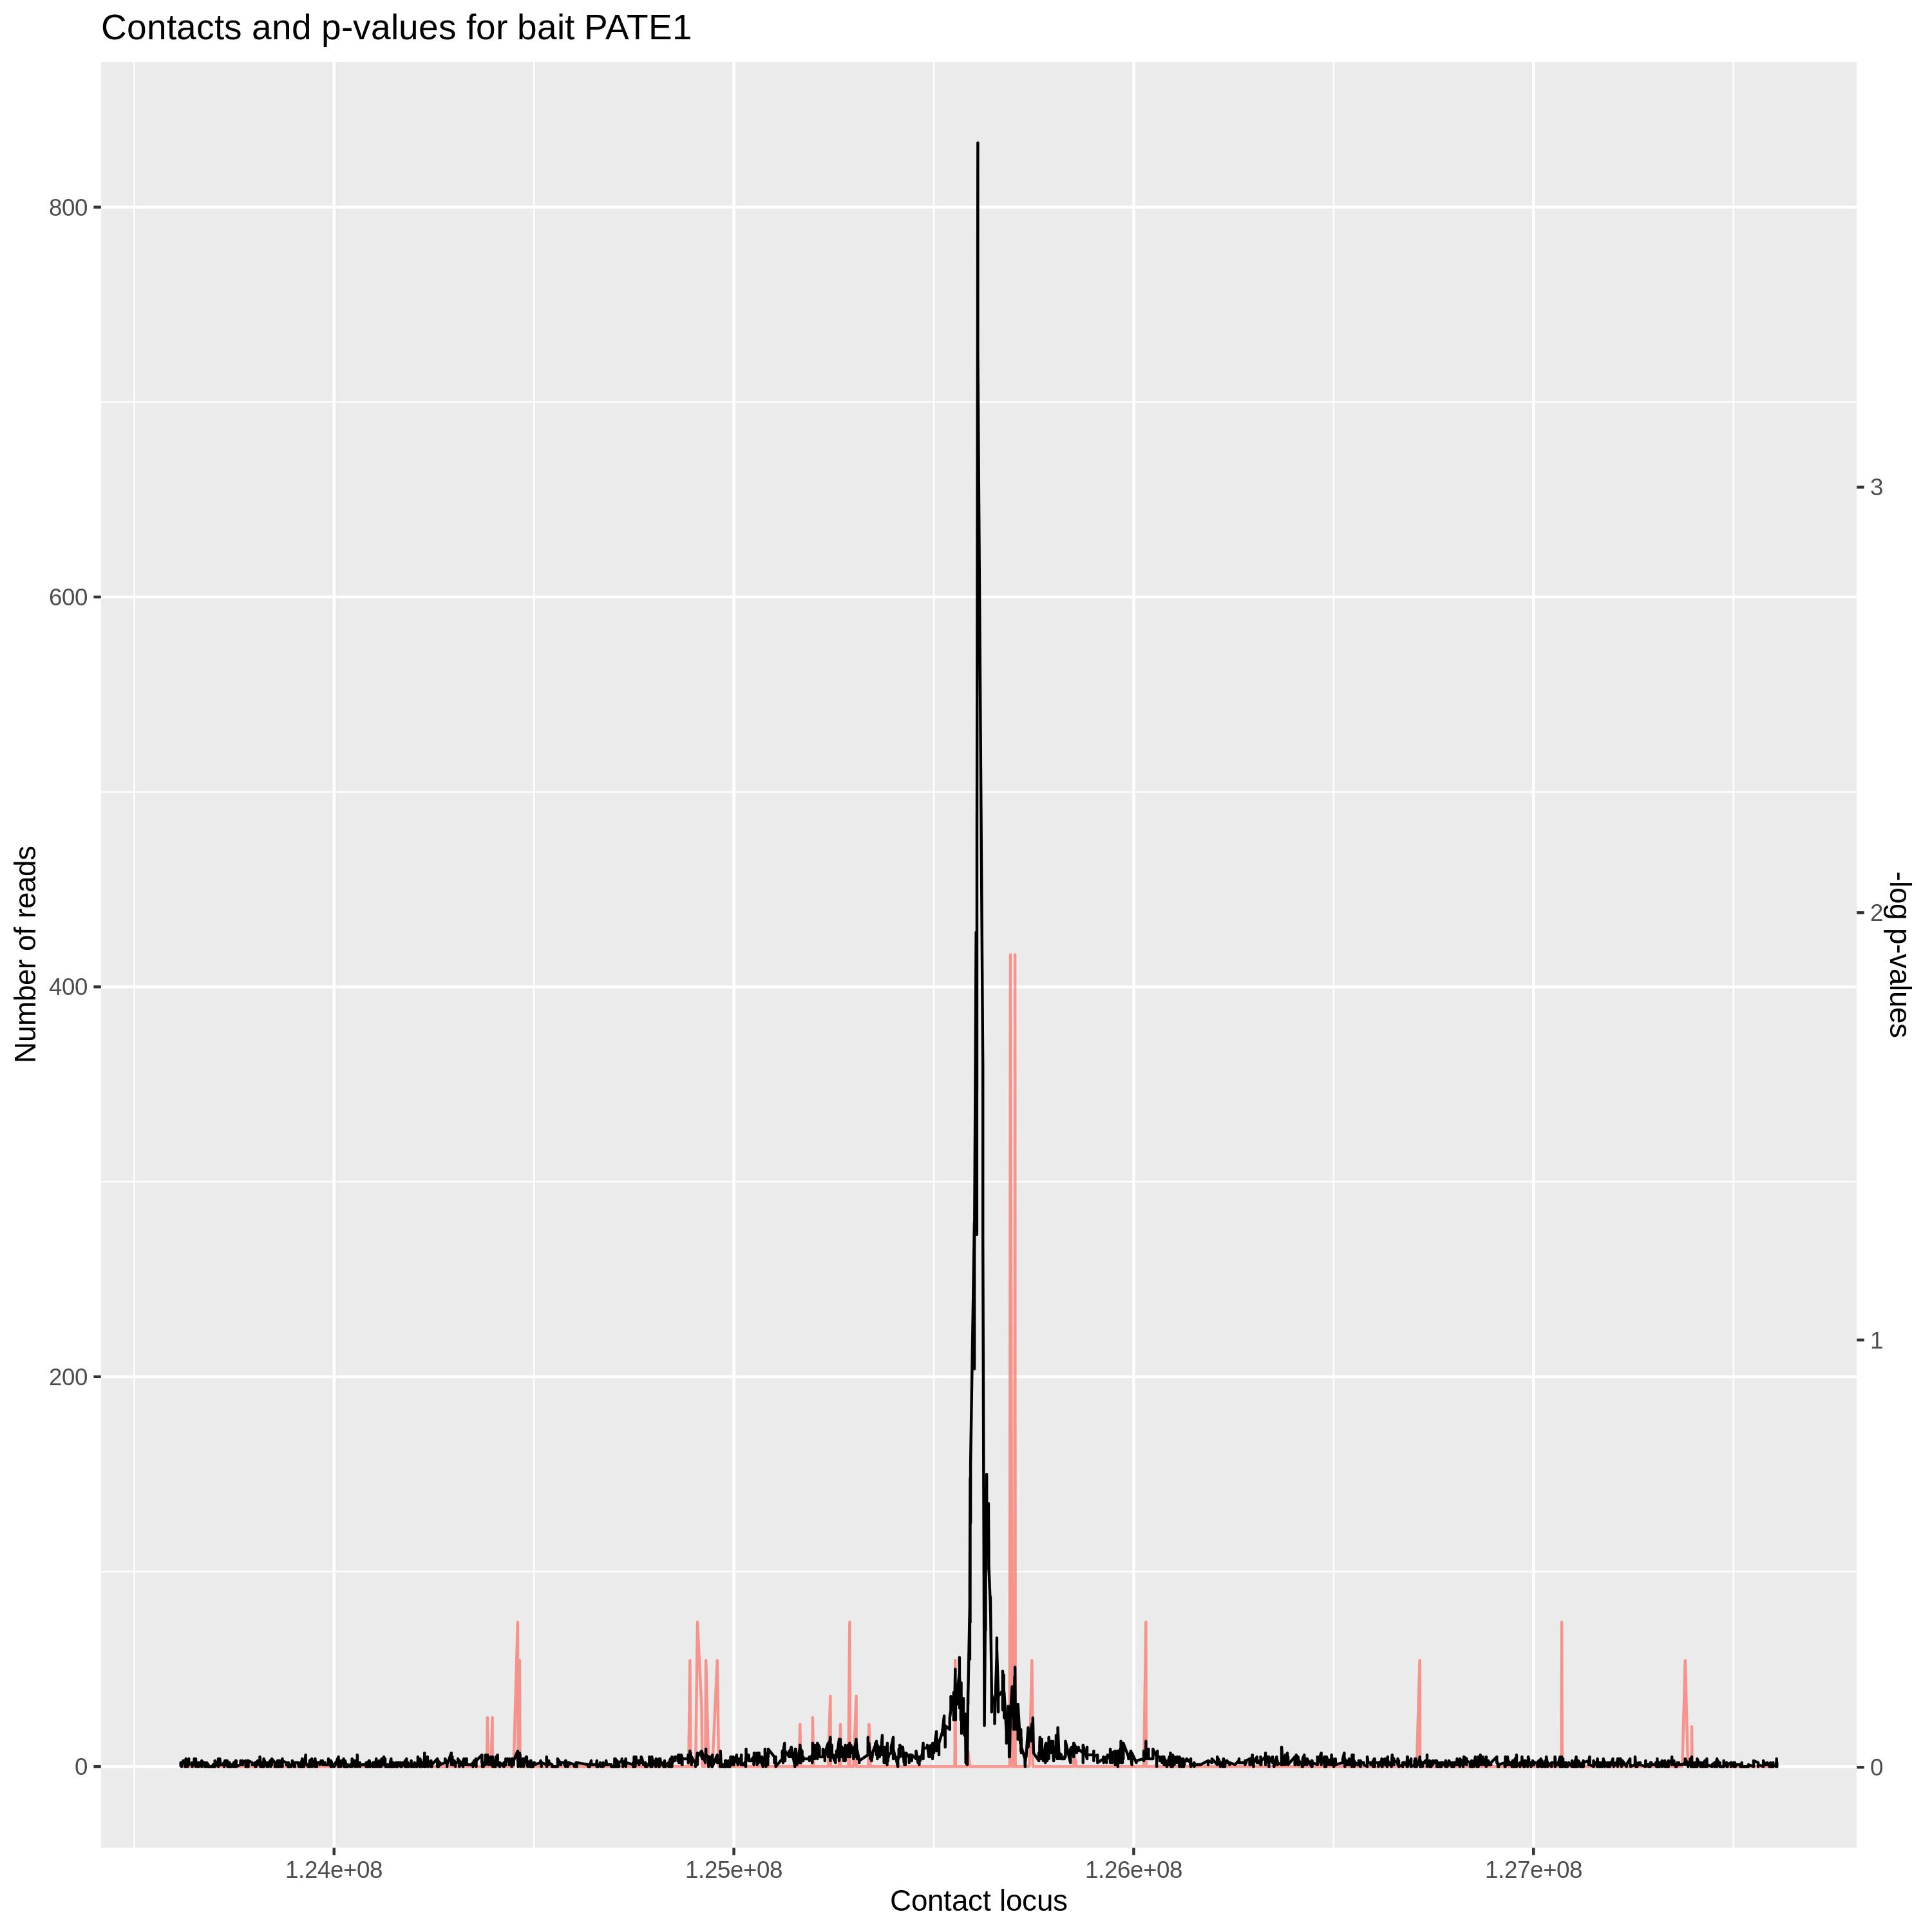 Contacts and p-values for bait PATE1
800
600
400
200
0
Number of reads
3
2
1
0
-log p-values
1.24e+08 1.25e+08 1.26e+08 1.27e+08
Contact locus